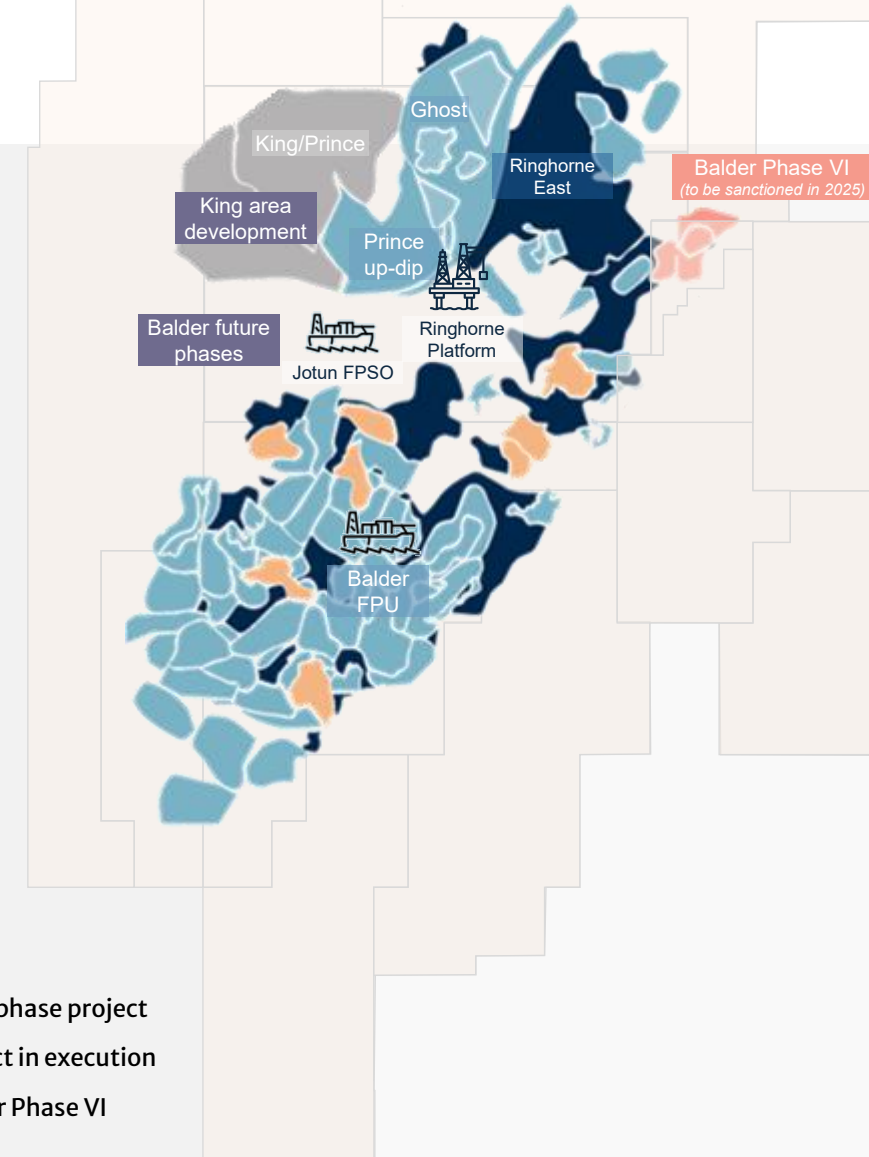 Ghost
King/Prince
Ringhorne
East
Balder Phase VI
(to be sanctioned in 2025)
King area
development
Prince
up-dip
Balder future
phases
Ringhorne
Platform
Jotun FPSO
Balder
FPU
phase project
in execution
Phase VI